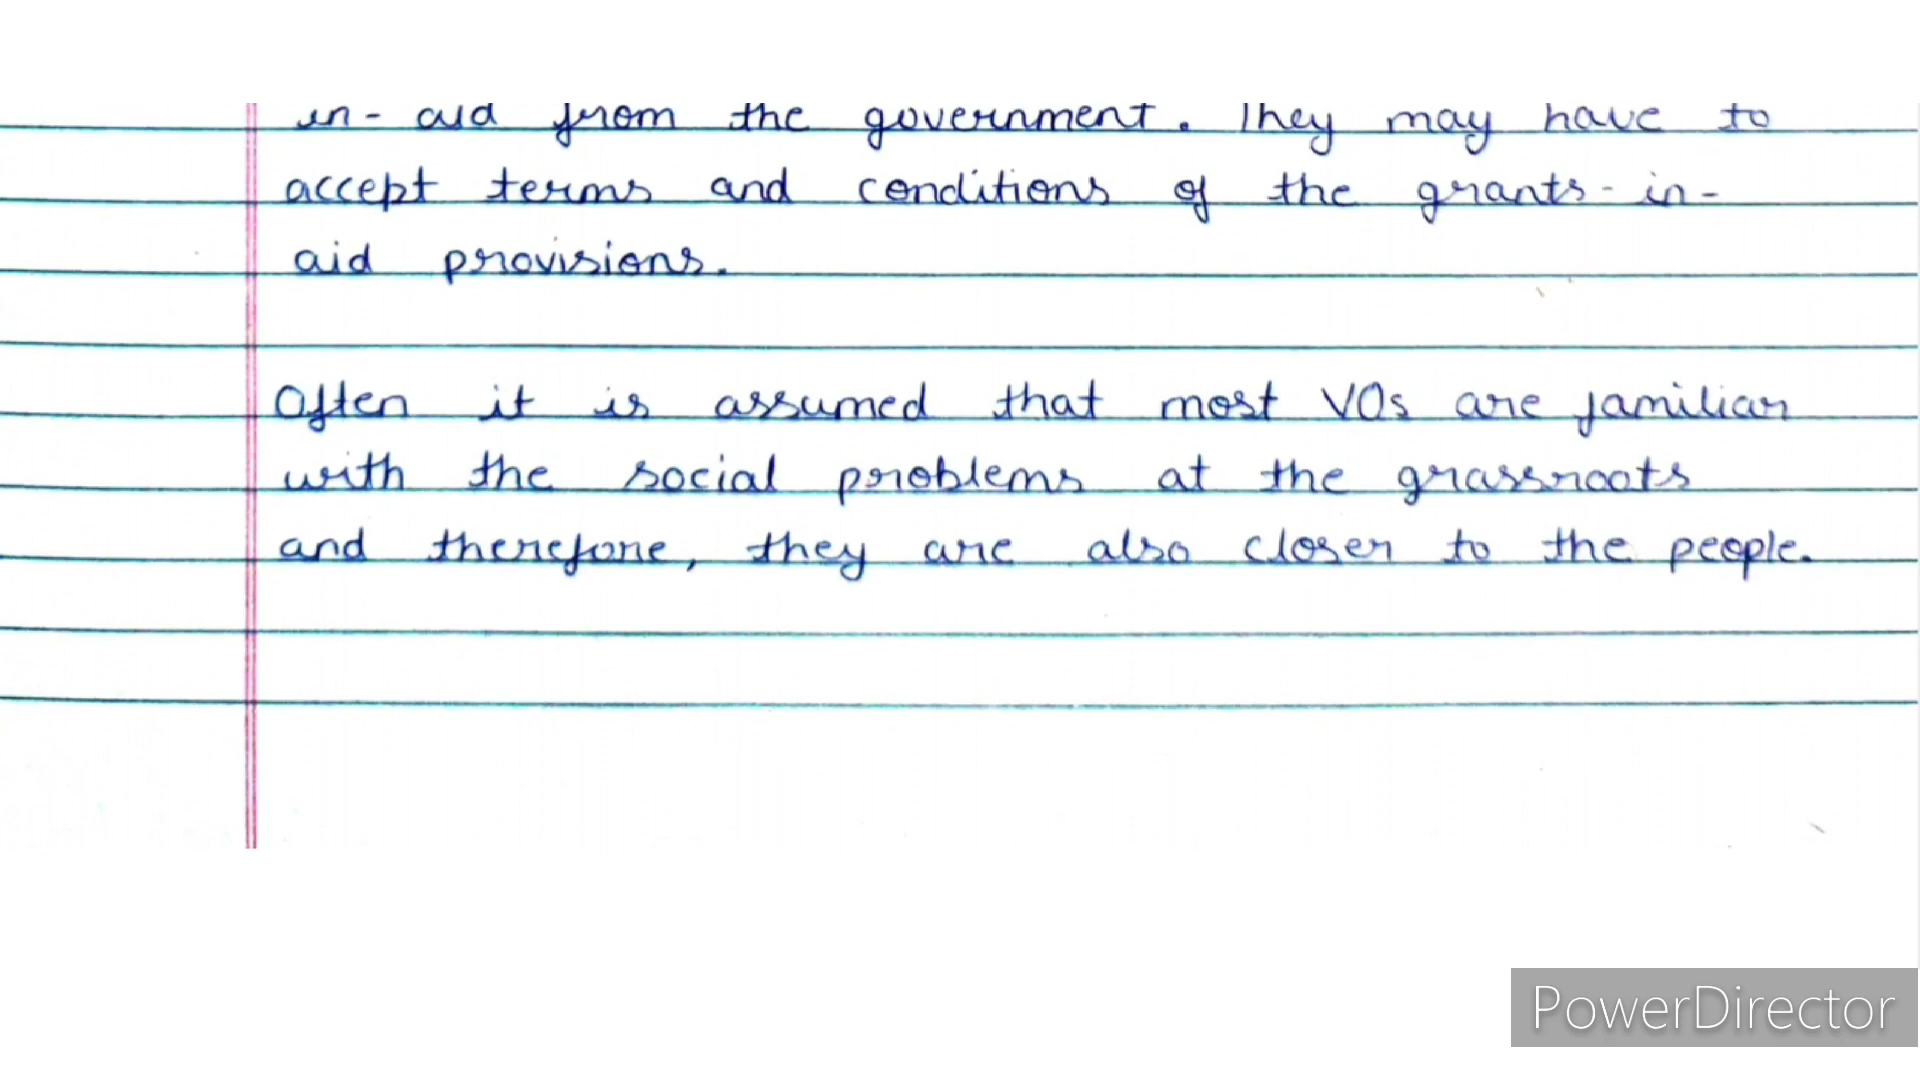 in-aid from the government. They may have to
accept terms and conditions of the grants-in-
aid provisions.
Often it is assumed that most VOs are familiar
with the social problems at the grassroots
and therefore, they are also closer to the people.
PowerDirector